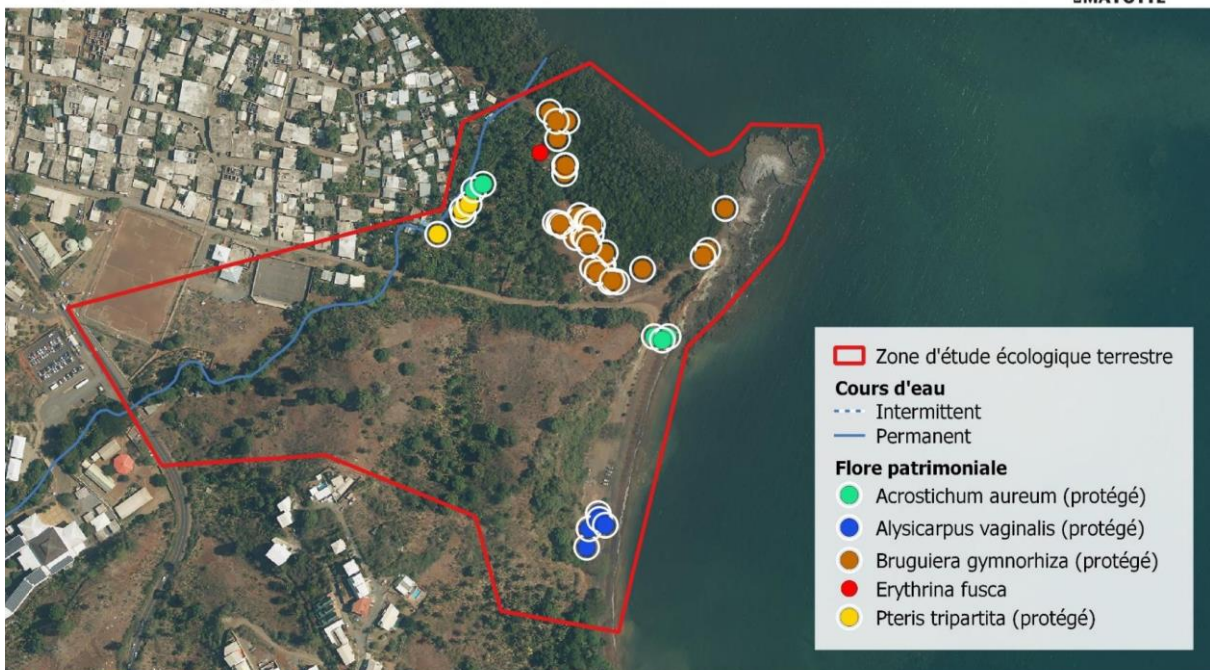 MAYOTTE
Zone d'étude écologique terrestre
Cours d'eau
Intermittent
Permanent
Flore patrimoniale
Acrostichum aureum (protégé)
Alysicarpus vaginalis (protégé)
Bruguiera gymnorhiza (protégé)
Erythrina fusca
Pteris tripartita (protégé)